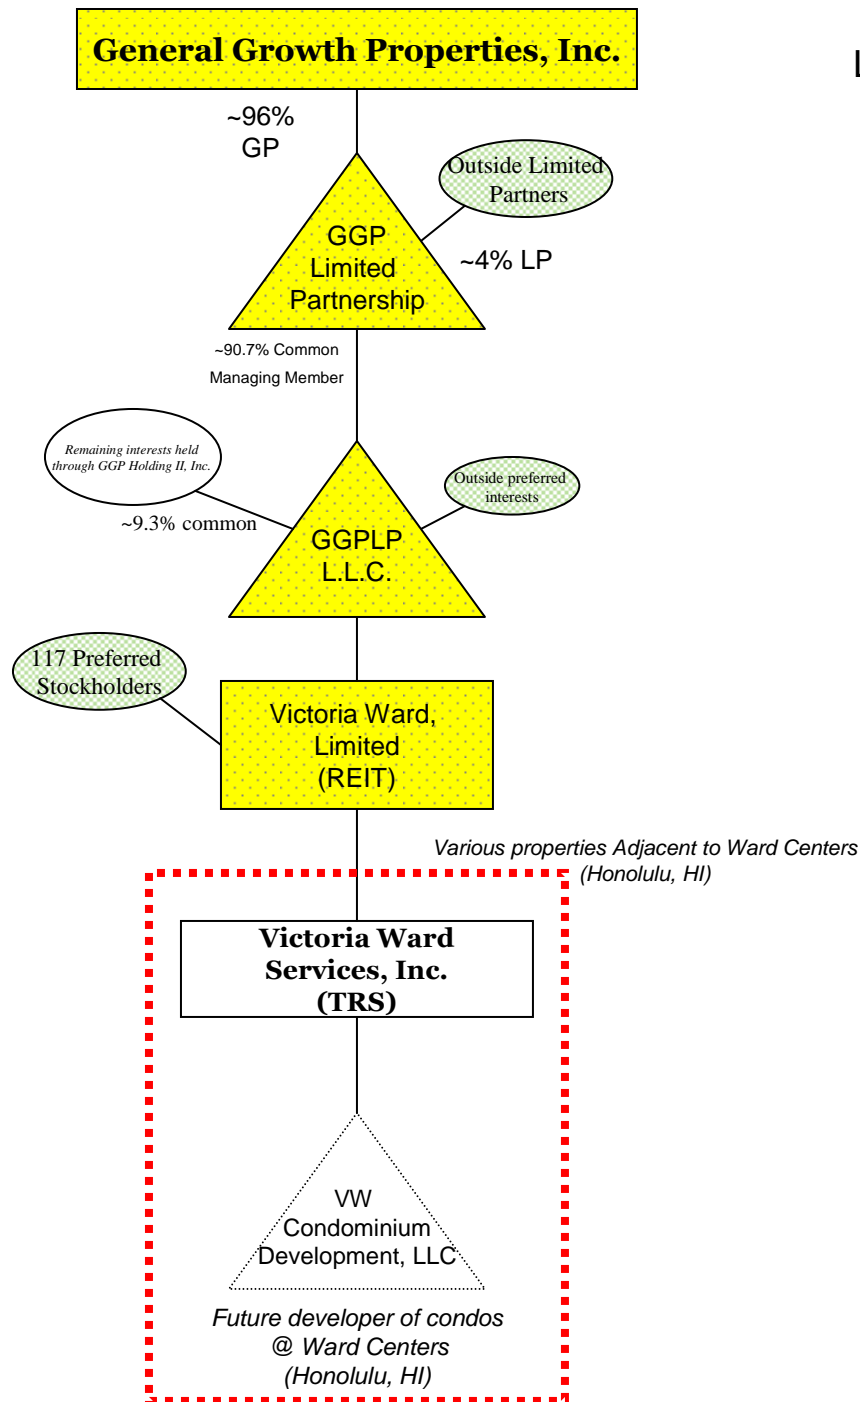 General Growth Properties, Inc.
~96%
GP
Outside Limited
Partners
GGP
Limited
Partnership
~4% LP
~90.7% Common
Managing Member
Remaining interests held
through GGP Holding II, Inc.
~9.3% common
Outside preferred
interests
GGPLP
L.L.C.
117 Preferred
Stockholders
Victoria Ward,
Limited
(REIT)
Various properties Adjacent to Ward Centers
(Honolulu, HI)
Victoria Ward
Services, Inc.
(TRS)
VW
Condominium
Development, LLC
Future developer of condos
@ Ward Centers
(Honolulu, HI)